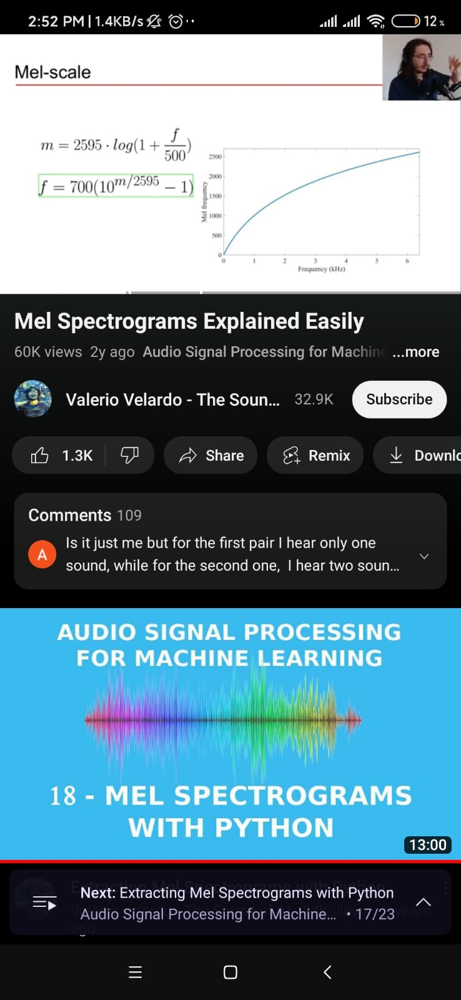 2:52 PM | 1.4KB/s
12 %
Mel-scale
m = 2595 · log(1 + f/500)
f = 700(10^m/2595 − 1)
2500
2000
1500
1000
500
0
Mel frequency
0 1 2 3 4 5 6
Frequency (kHz)
Mel Spectrograms Explained Easily
60K views 2y ago Audio Signal Processing for Machine ...more
Valerio Velardo - The Soun... 32.9K Subscribe
1.3K Share Remix Downlo
Comments 109
A
Is it just me but for the first pair I hear only one
sound, while for the second one, I hear two soun...
AUDIO SIGNAL PROCESSING
FOR MACHINE LEARNING
18 - MEL SPECTROGRAMS
WITH PYTHON
13:00
Next: Extracting Mel Spectrograms with Python
Audio Signal Processing for Machine... • 17/23
ago